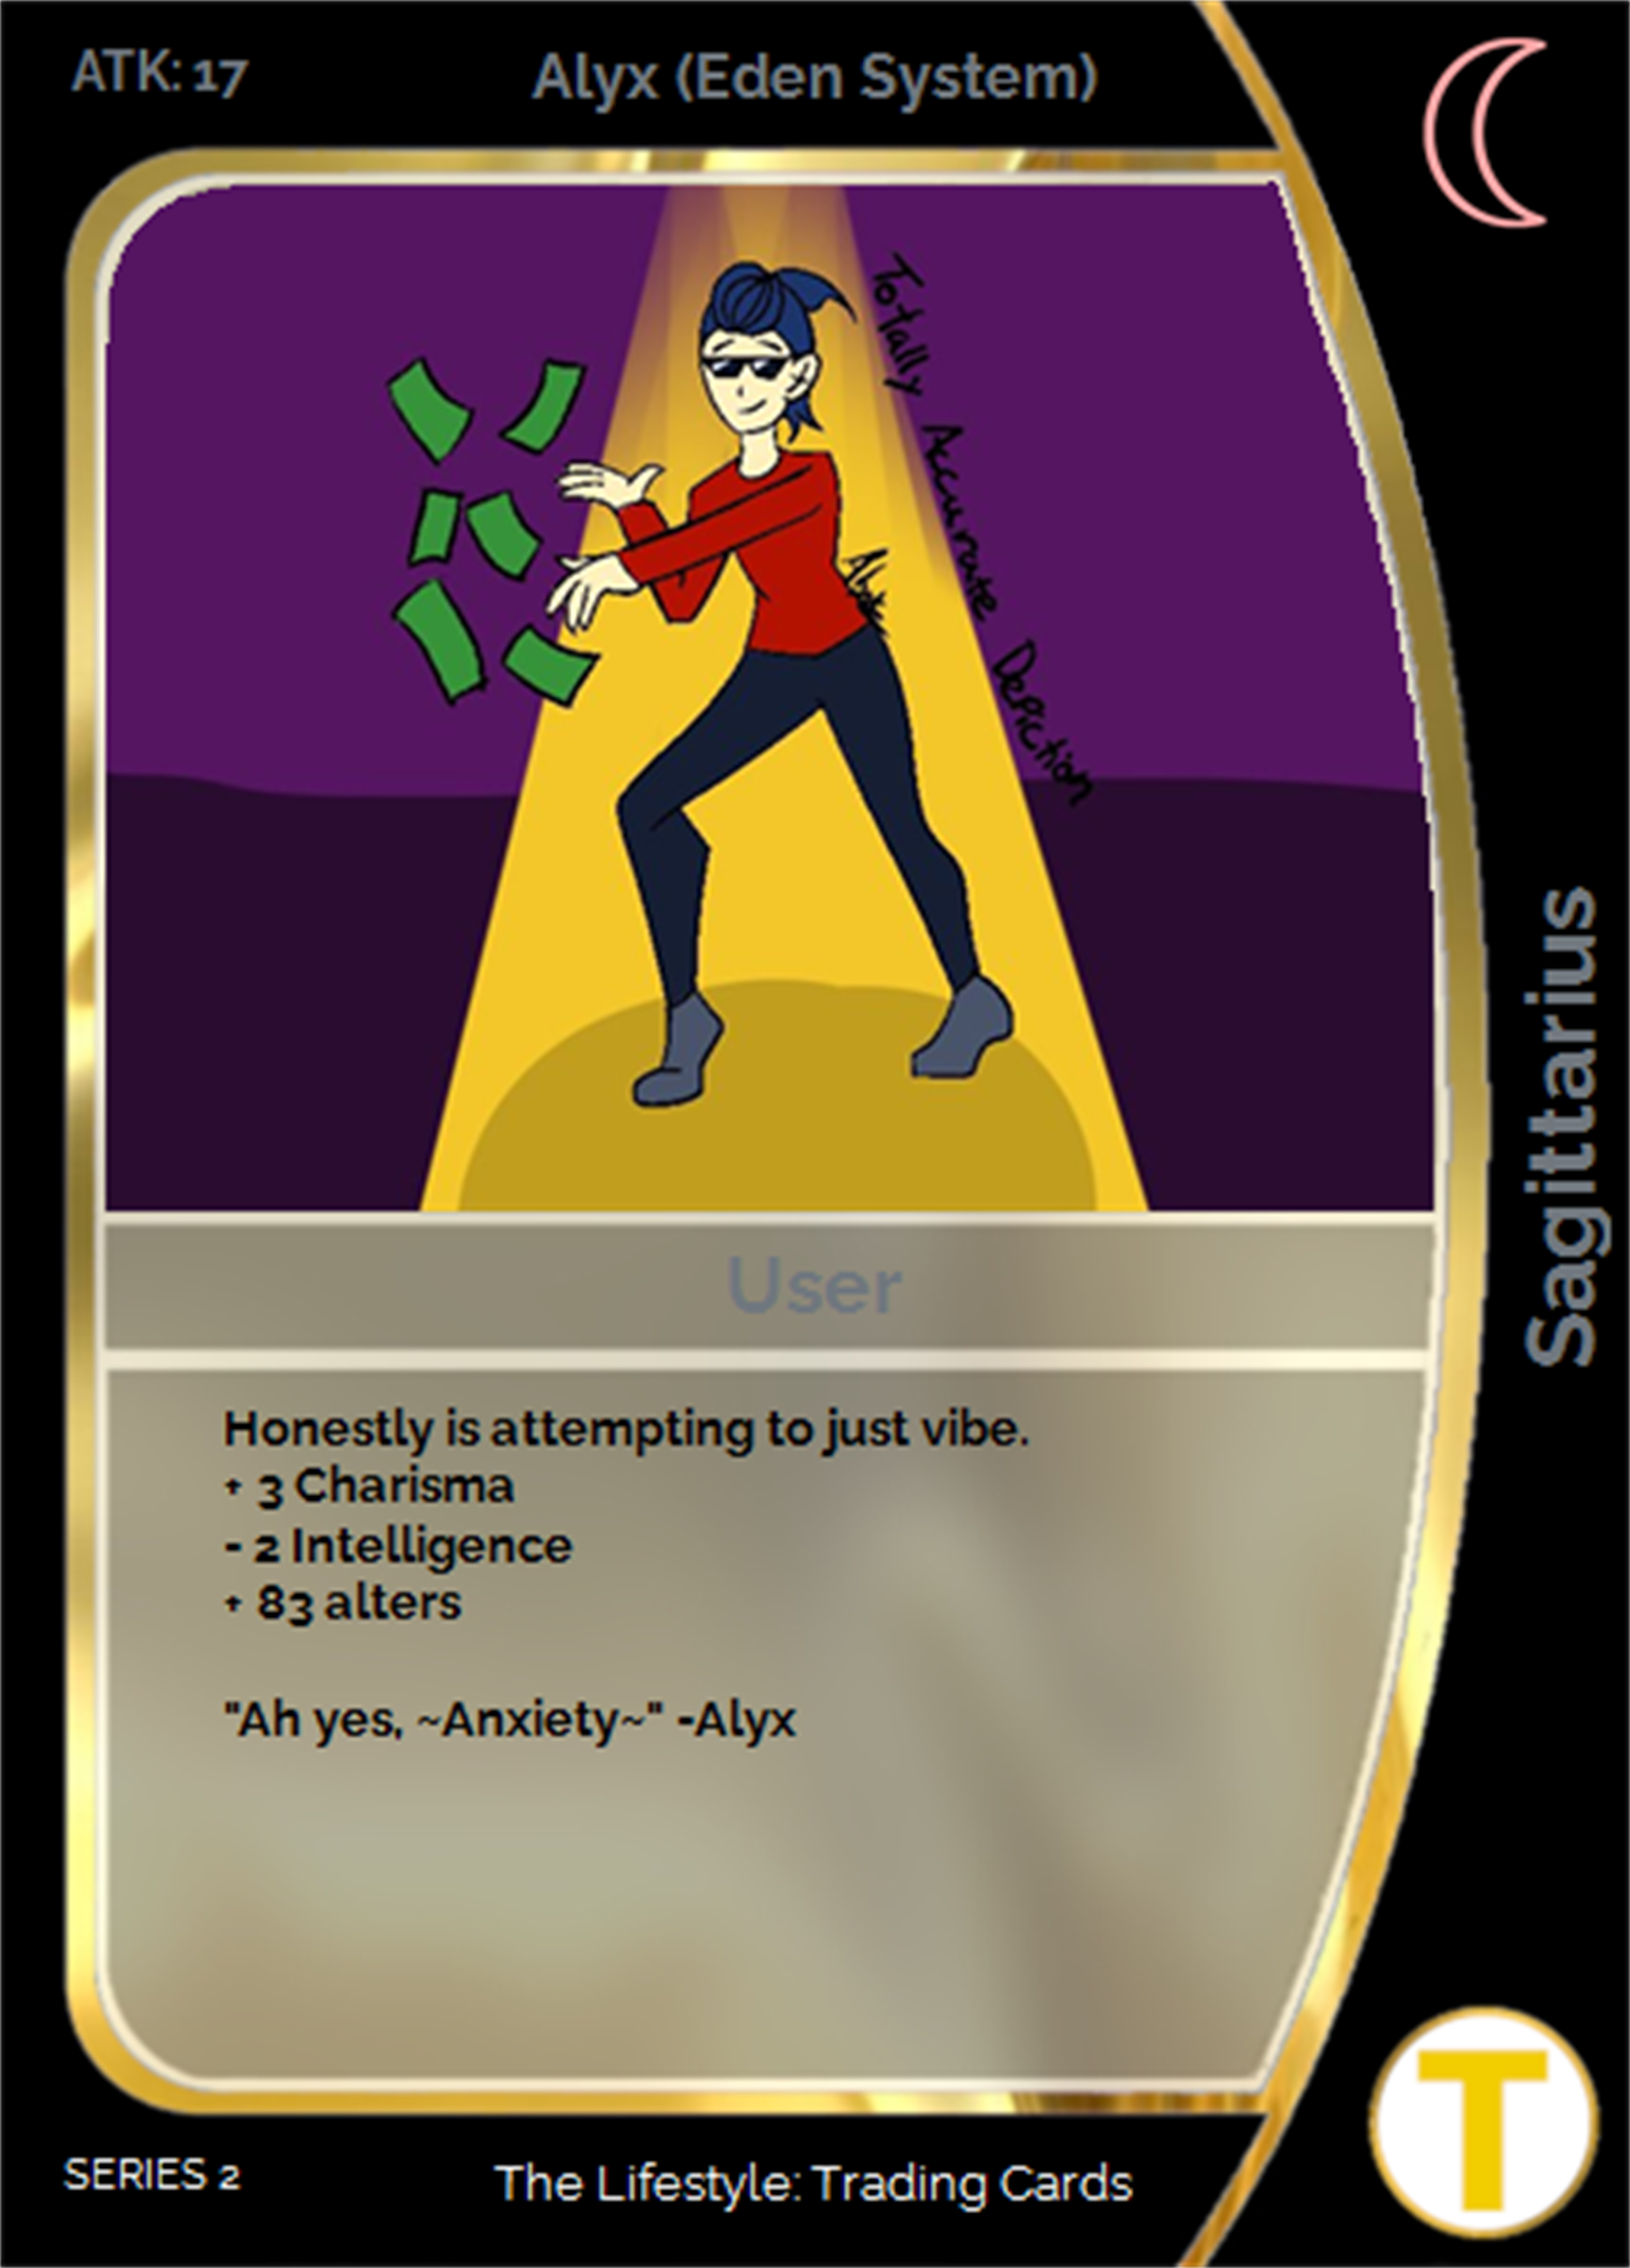 ATK: 17
Alyx (Eden System)
Totally Accurate Depiction
Sagittarius
User
Honestly is attempting to just vibe.
+ 3 Charisma
- 2 Intelligence
+ 83 alters
"Ah yes, ~Anxiety~" -Alyx
SERIES 2
The Lifestyle: Trading Cards
T